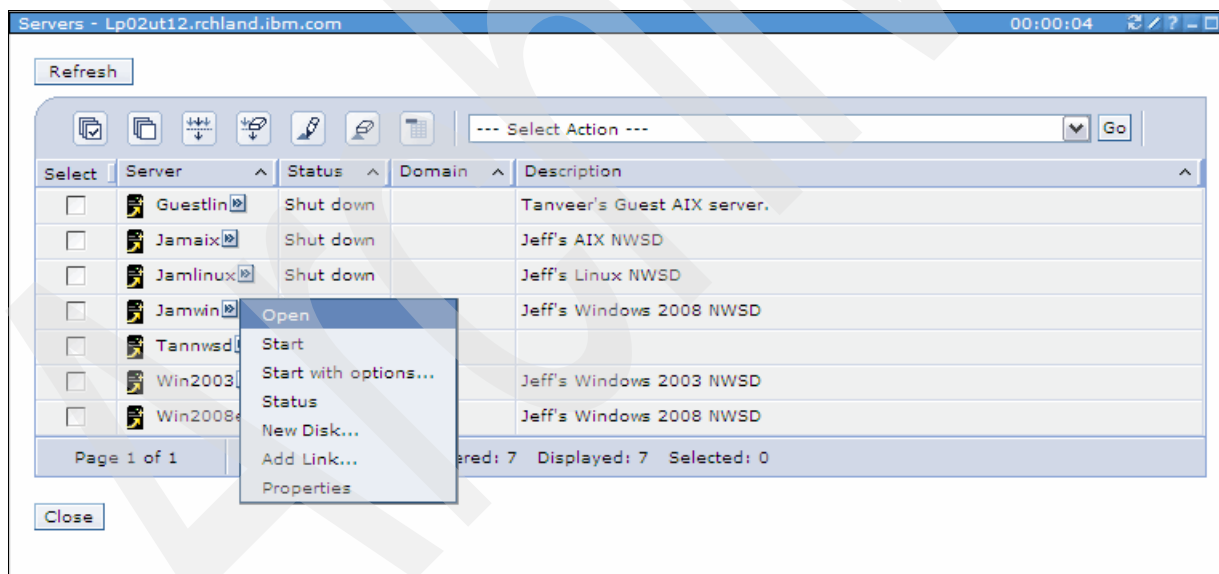 Servers - Lp02ut12.rchland.ibm.com 00:00:04
Refresh
--- Select Action --- Go
Select Server Status Domain Description
Guestlin Shut down Tanveer's Guest AIX server.
Jamaix Shut down Jeff's AIX NWSD
Jamlinux Shut down Jeff's Linux NWSD
Jamwin Jeff's Windows 2008 NWSD
Tannwsd
Win2003 Jeff's Windows 2003 NWSD
Win2008 Jeff's Windows 2008 NWSD
Open
Start
Start with options...
Status
New Disk...
Add Link...
Properties
Page 1 of 1 ered: 7 Displayed: 7 Selected: 0
Close